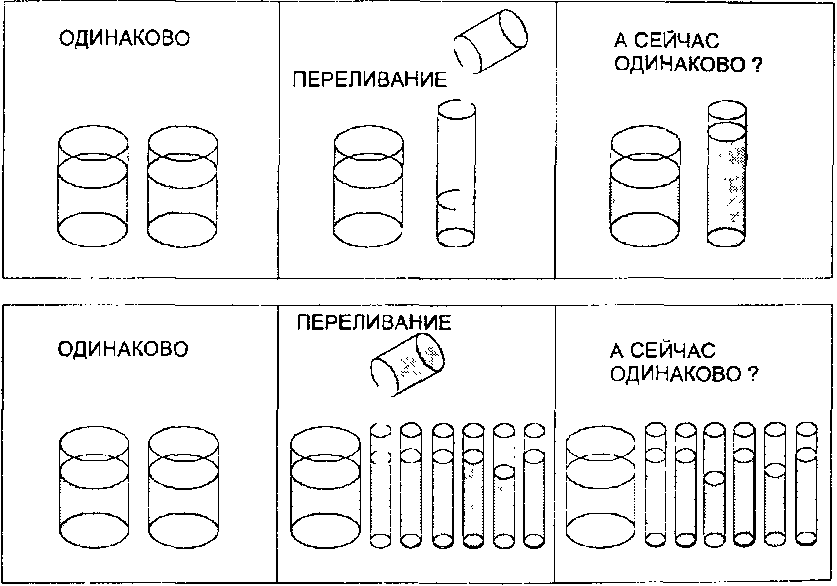 ОДИНАКОВО
ПЕРЕЛИВАНИЕ
А СЕЙЧАС
ОДИНАКОВО ?
ОДИНАКОВО
ПЕРЕЛИВАНИЕ
А СЕЙЧАС
ОДИНАКОВО ?